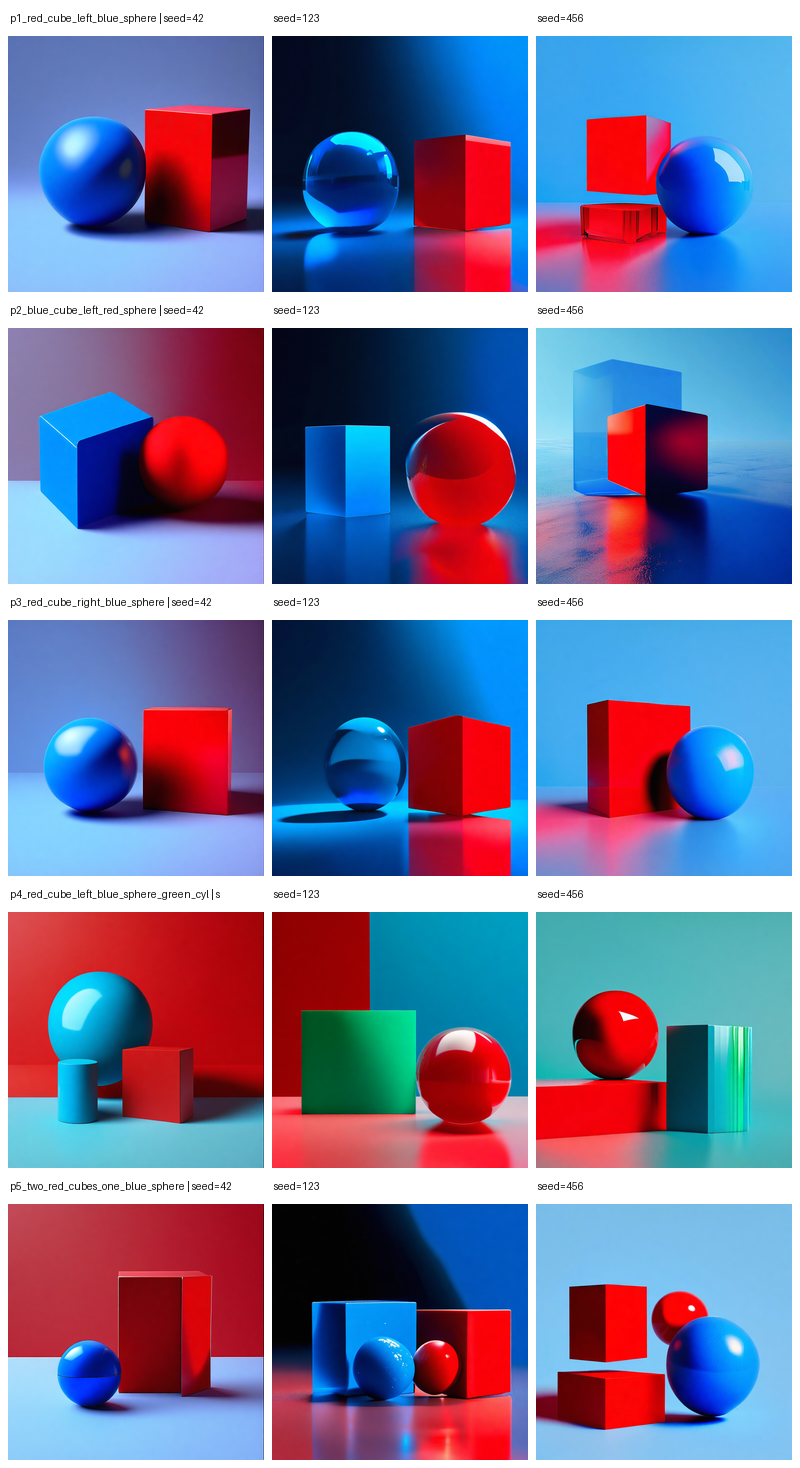 p1_red_cube_left_blue_sphere | seed=42
seed=123
seed=456
p2_blue_cube_left_red_sphere | seed=42
seed=123
seed=456
p3_red_cube_right_blue_sphere | seed=42
seed=123
seed=456
p4_red_cube_left_blue_sphere_green_cyl | s
seed=123
seed=456
p5_two_red_cubes_one_blue_sphere | seed=42
seed=123
seed=456